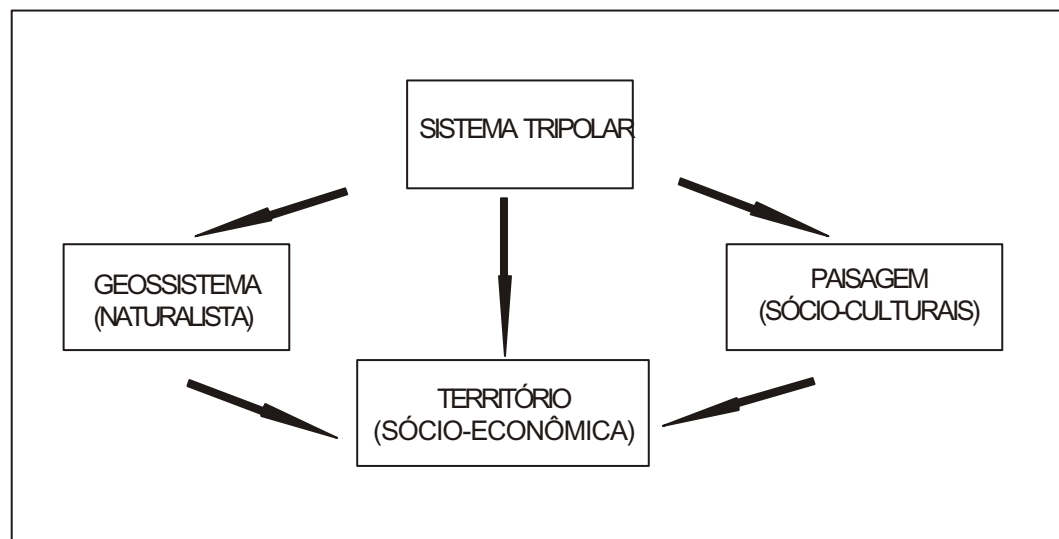 SISTEMA TRIPOLAR
GEOSSISTEMA
(NATURALISTA)
PAISAGEM
(SÓCIO-CULTURAIS)
TERRITÓRIO
(SÓCIO-ECONÔMICA)